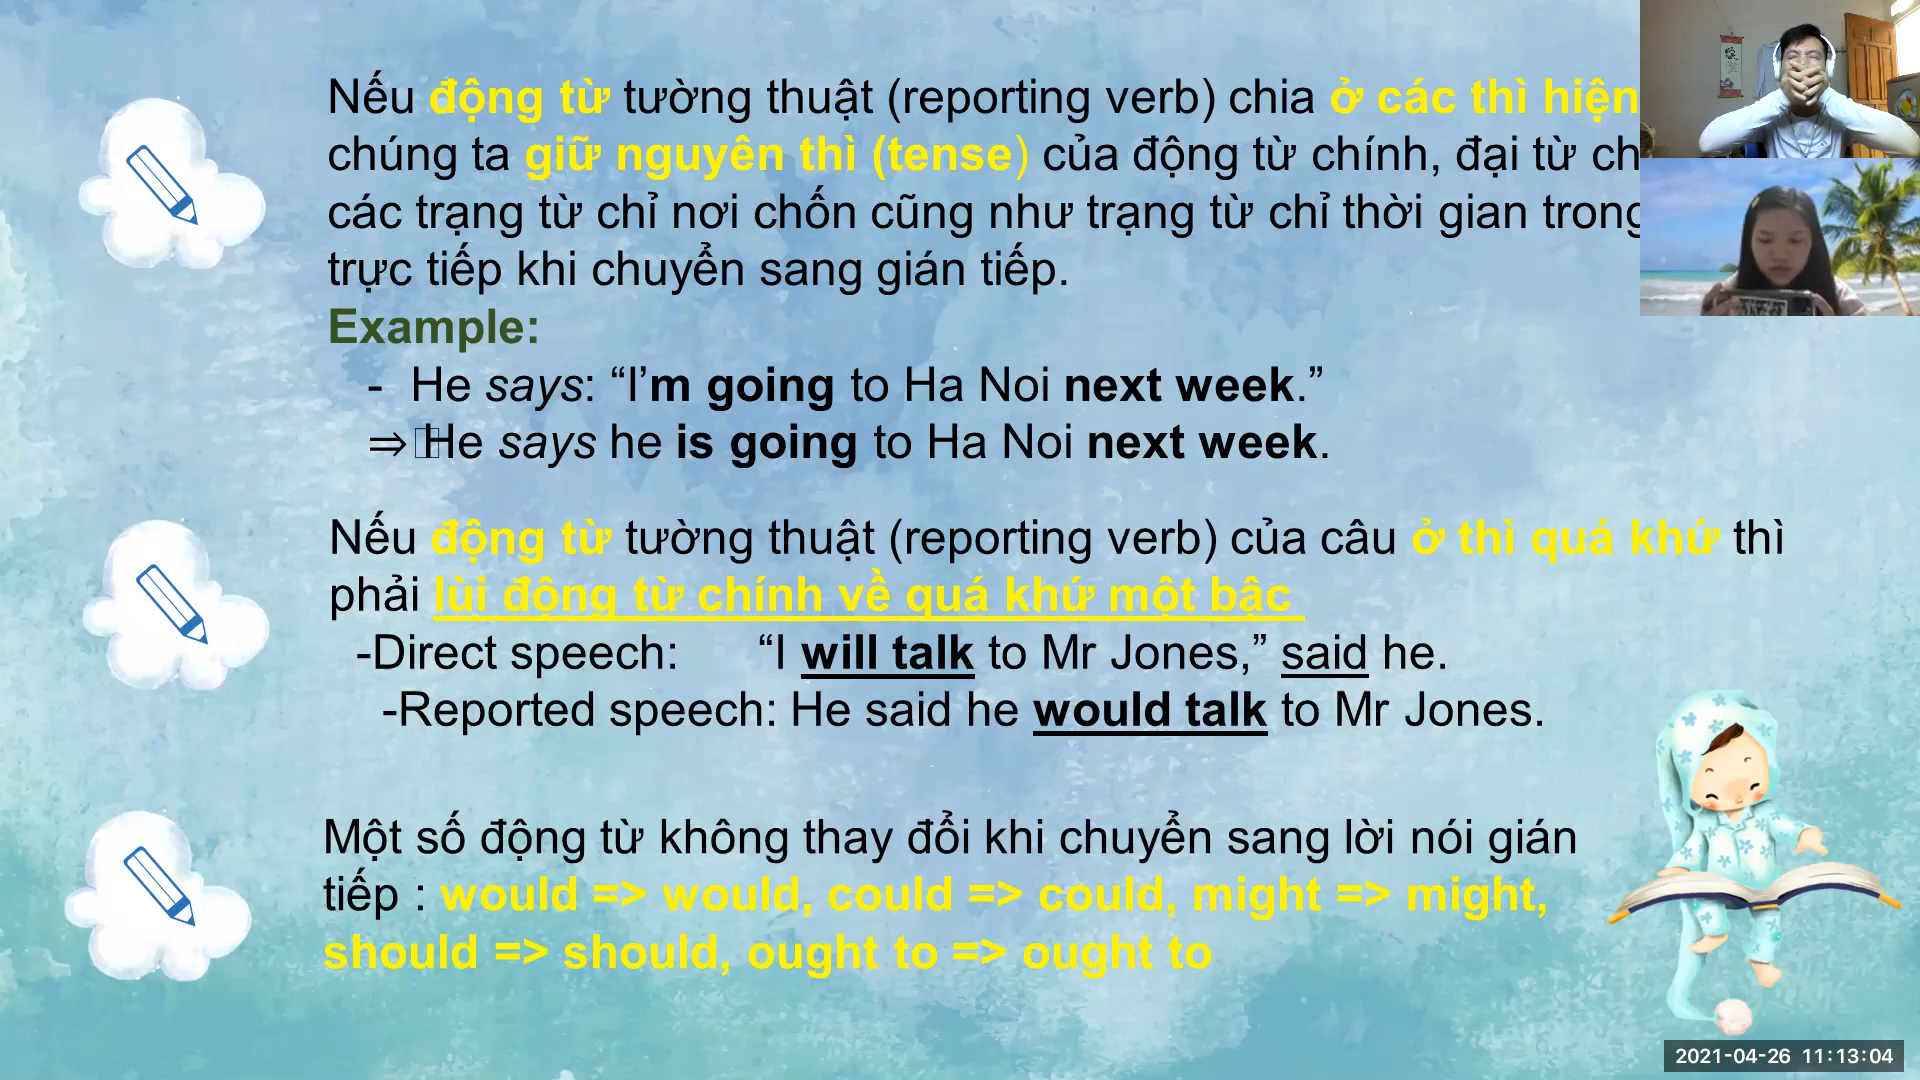 Nếu động từ tường thuật (reporting verb) chia ở các thì hiện
chúng ta giữ nguyên thì (tense) của động từ chính, đại từ
các trạng từ chỉ nơi chốn cũng như trạng từ chỉ thời gian trong
trực tiếp khi chuyển sang gián tiếp.
Example:
- He says: “I’m going to Ha Noi next week.”
⇒ He says he is going to Ha Noi next week.
Nếu động từ tường thuật (reporting verb) của câu ở thì quá khứ thì
phải lùi động từ chính về quá khứ một bậc
-Direct speech: “I will talk to Mr Jones,” said he.
-Reported speech: He said he would talk to Mr Jones.
Một số động từ không thay đổi khi chuyển sang lời nói gián
tiếp : would => would, could => could, might => might,
should => should, ought to => ought to
2021-04-26 11:13:04